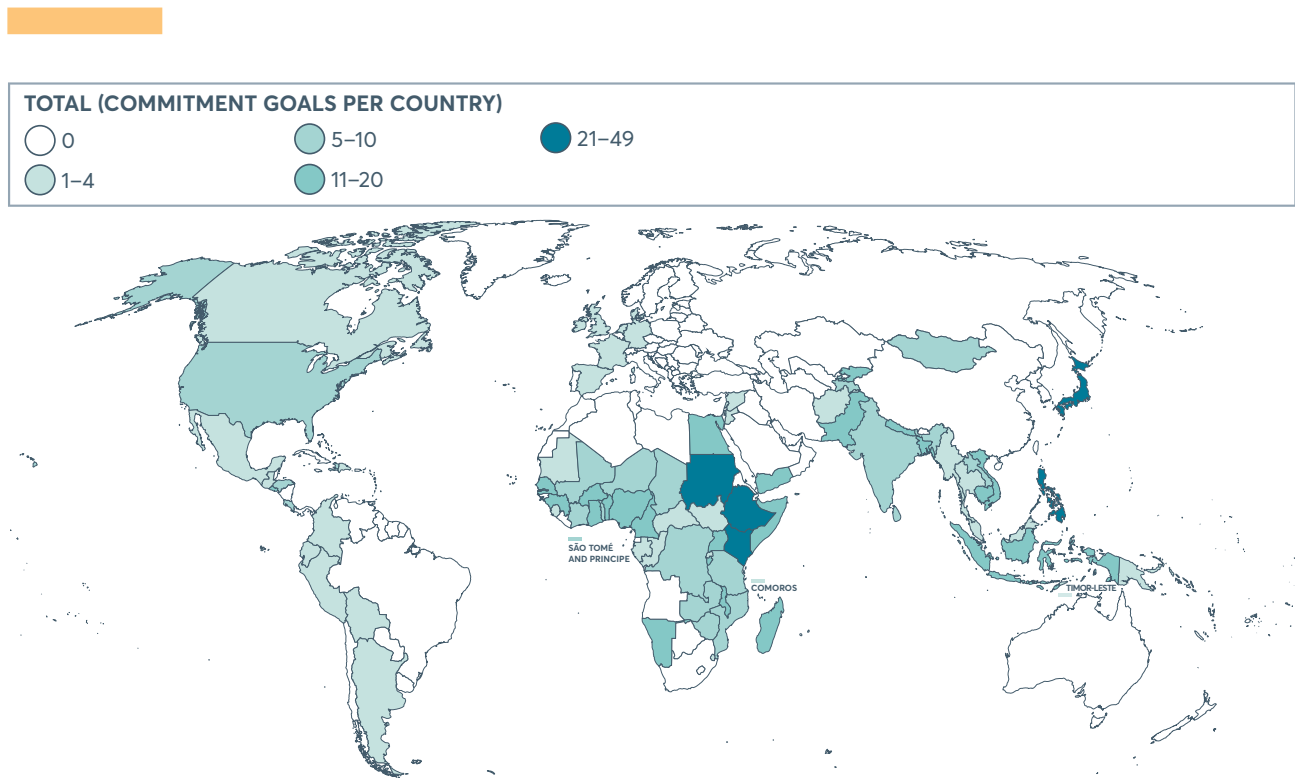 TOTAL (COMMITMENT GOALS PER COUNTRY)
0
5–10
21–49
1–4
11–20
SÃO TOMÉ
AND PRINCIPE
COMOROS
TIMOR-LESTE